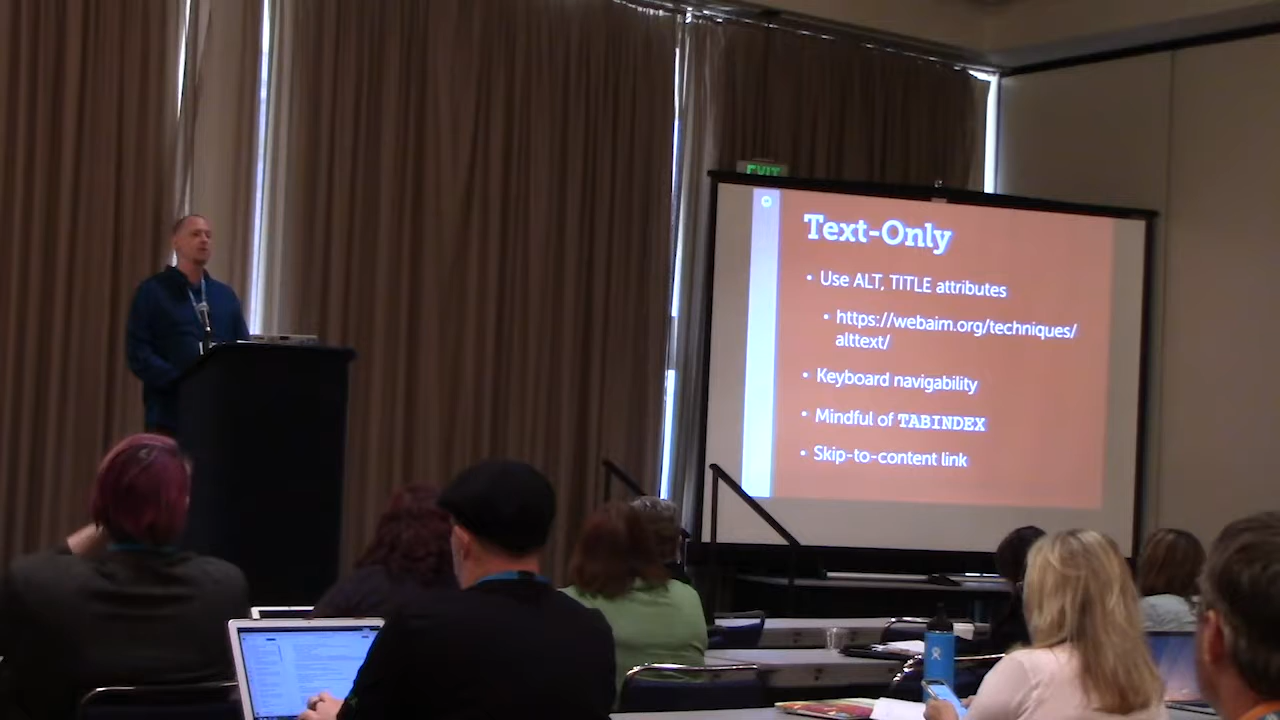 EXIT
Text-Only
• Use ALT, TITLE attributes
• https://webaim.org/techniques/
alttext/
• Keyboard navigability
• Mindful of TABINDEX
• Skip-to-content link